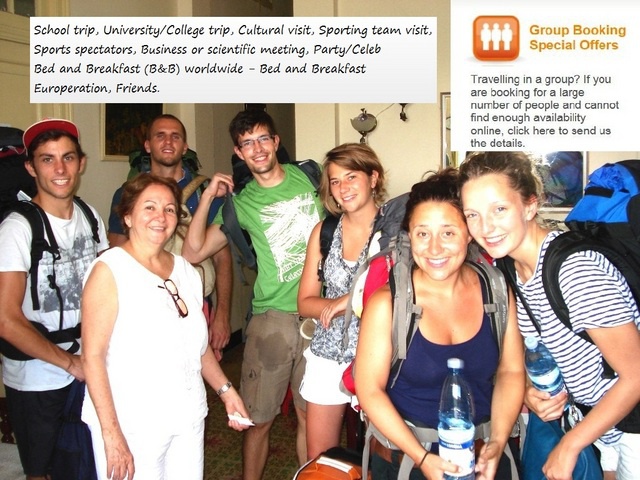 School trip, University/College trip, Cultural visit, Sporting team visit,
Sports spectators, Business or scientific meeting, Party/Celeb
Bed and Breakfast (B&B) worldwide - Bed and Breakfast
Europeration, Friends.
Group Booking
Special Offers
Travelling in a group? If you
are booking for a large
number of people and cannot
find enough availability
online, click here to send us
the details.